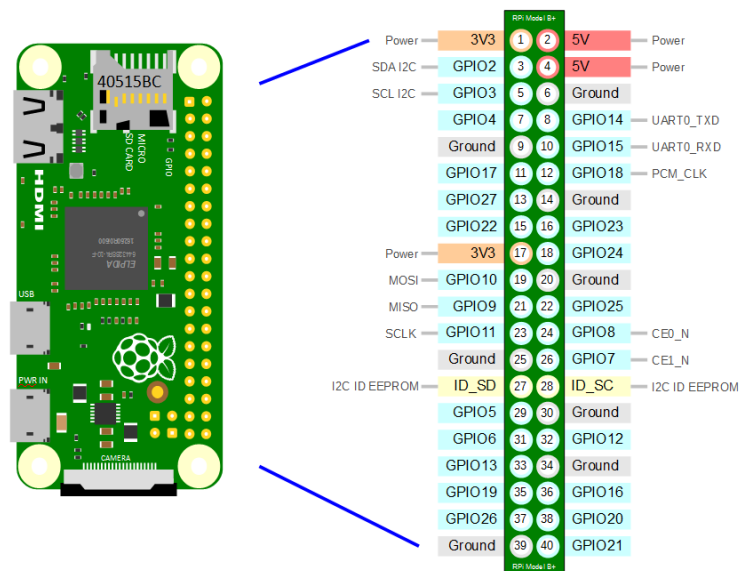 RPi Model B+
Power 3V3 1 2 5V Power
SDA I2C GPIO2 3 4 5V Power
SCL I2C GPIO3 5 6 Ground
GPIO4 7 8 GPIO14 UART0_TXD
Ground 9 10 GPIO15 UART0_RXD
GPIO17 11 12 GPIO18 PCM_CLK
GPIO27 13 14 Ground
GPIO22 15 16 GPIO23
Power 3V3 17 18 GPIO24
MOSI GPIO10 19 20 Ground
MISO GPIO9 21 22 GPIO25
SCLK GPIO11 23 24 GPIO8 CE0_N
Ground 25 26 GPIO7 CE1_N
I2C ID EEPROM ID_SD 27 28 ID_SC I2C ID EEPROM
GPIO5 29 30 Ground
GPIO6 31 32 GPIO12
GPIO13 33 34 Ground
GPIO19 35 36 GPIO16
GPIO26 37 38 GPIO20
Ground 39 40 GPIO21
RPi Model B+
40515BC
MICRO
SD CARD
GPIO
HDMI
ELPIDA
USB
PWR IN
CAMERA